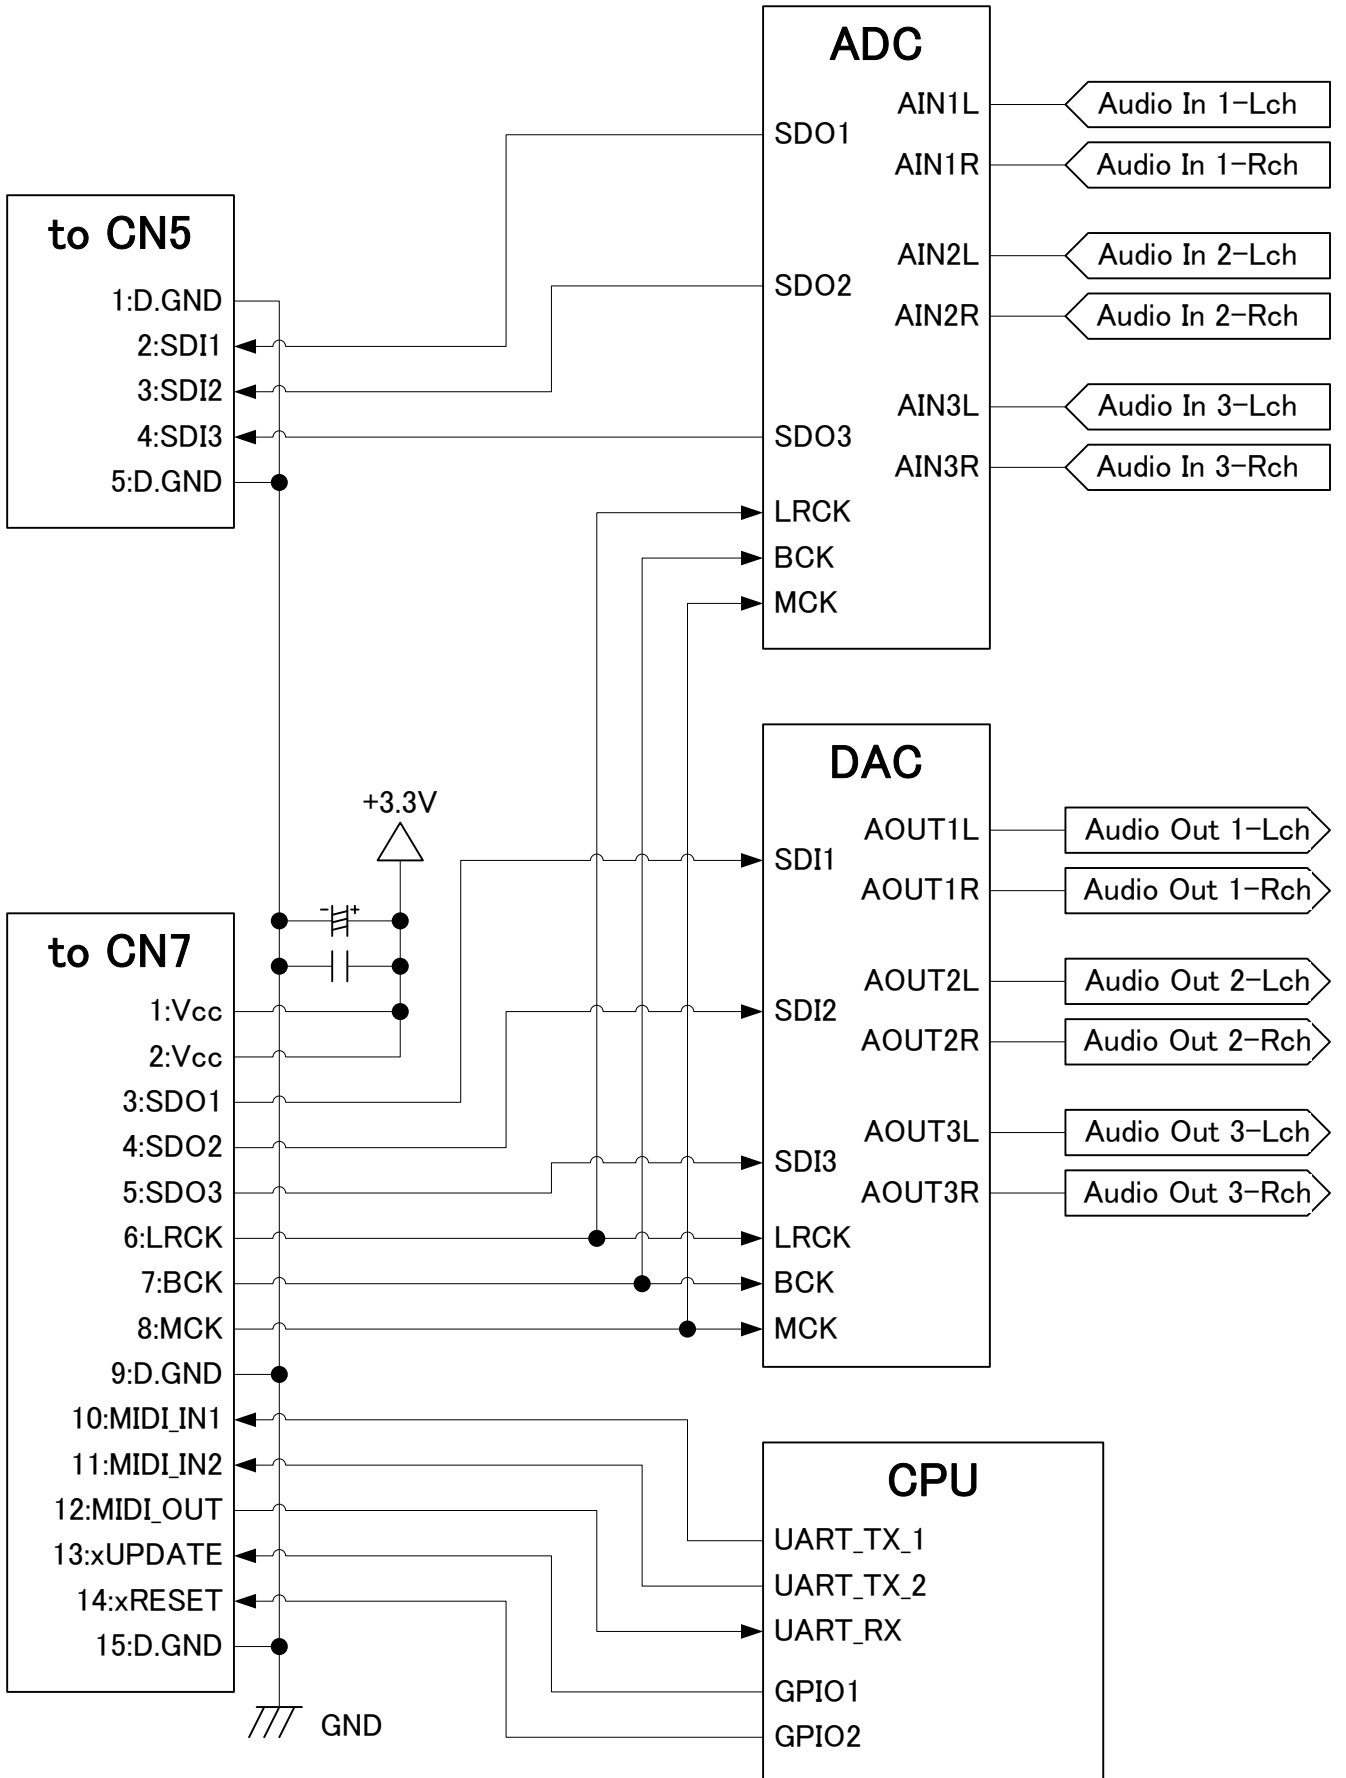 ADC
AIN1L
Audio In 1-Lch
SDO1
AIN1R
Audio In 1-Rch
AIN2L
Audio In 2-Lch
SDO2
AIN2R
Audio In 2-Rch
AIN3L
Audio In 3-Lch
SDO3
AIN3R
Audio In 3-Rch
LRCK
BCK
MCK
to CN5
1:D.GND
2:SDI1
3:SDI2
4:SDI3
5:D.GND
DAC
AOUT1L
Audio Out 1-Lch
SDI1
AOUT1R
Audio Out 1-Rch
AOUT2L
Audio Out 2-Lch
SDI2
AOUT2R
Audio Out 2-Rch
AOUT3L
Audio Out 3-Lch
SDI3
AOUT3R
Audio Out 3-Rch
LRCK
BCK
MCK
+3.3V
- +
to CN7
1:Vcc
2:Vcc
3:SDO1
4:SDO2
5:SDO3
6:LRCK
7:BCK
8:MCK
9:D.GND
10:MIDI_IN1
11:MIDI_IN2
12:MIDI_OUT
13:xUPDATE
14:xRESET
15:D.GND
GND
CPU
UART_TX_1
UART_TX_2
UART_RX
GPIO1
GPIO2